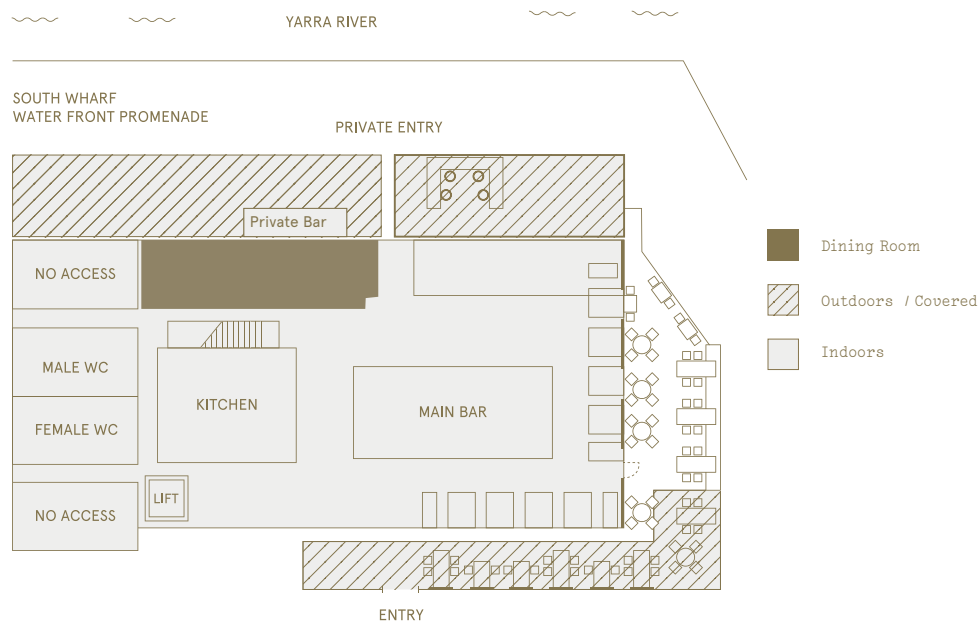 YARRA RIVER
SOUTH WHARF
WATER FRONT PROMENADE
PRIVATE ENTRY
Private Bar
NO ACCESS
MALE WC
FEMALE WC
NO ACCESS
LIFT
KITCHEN
MAIN BAR
ENTRY
Dining Room
Outdoors / Covered
Indoors